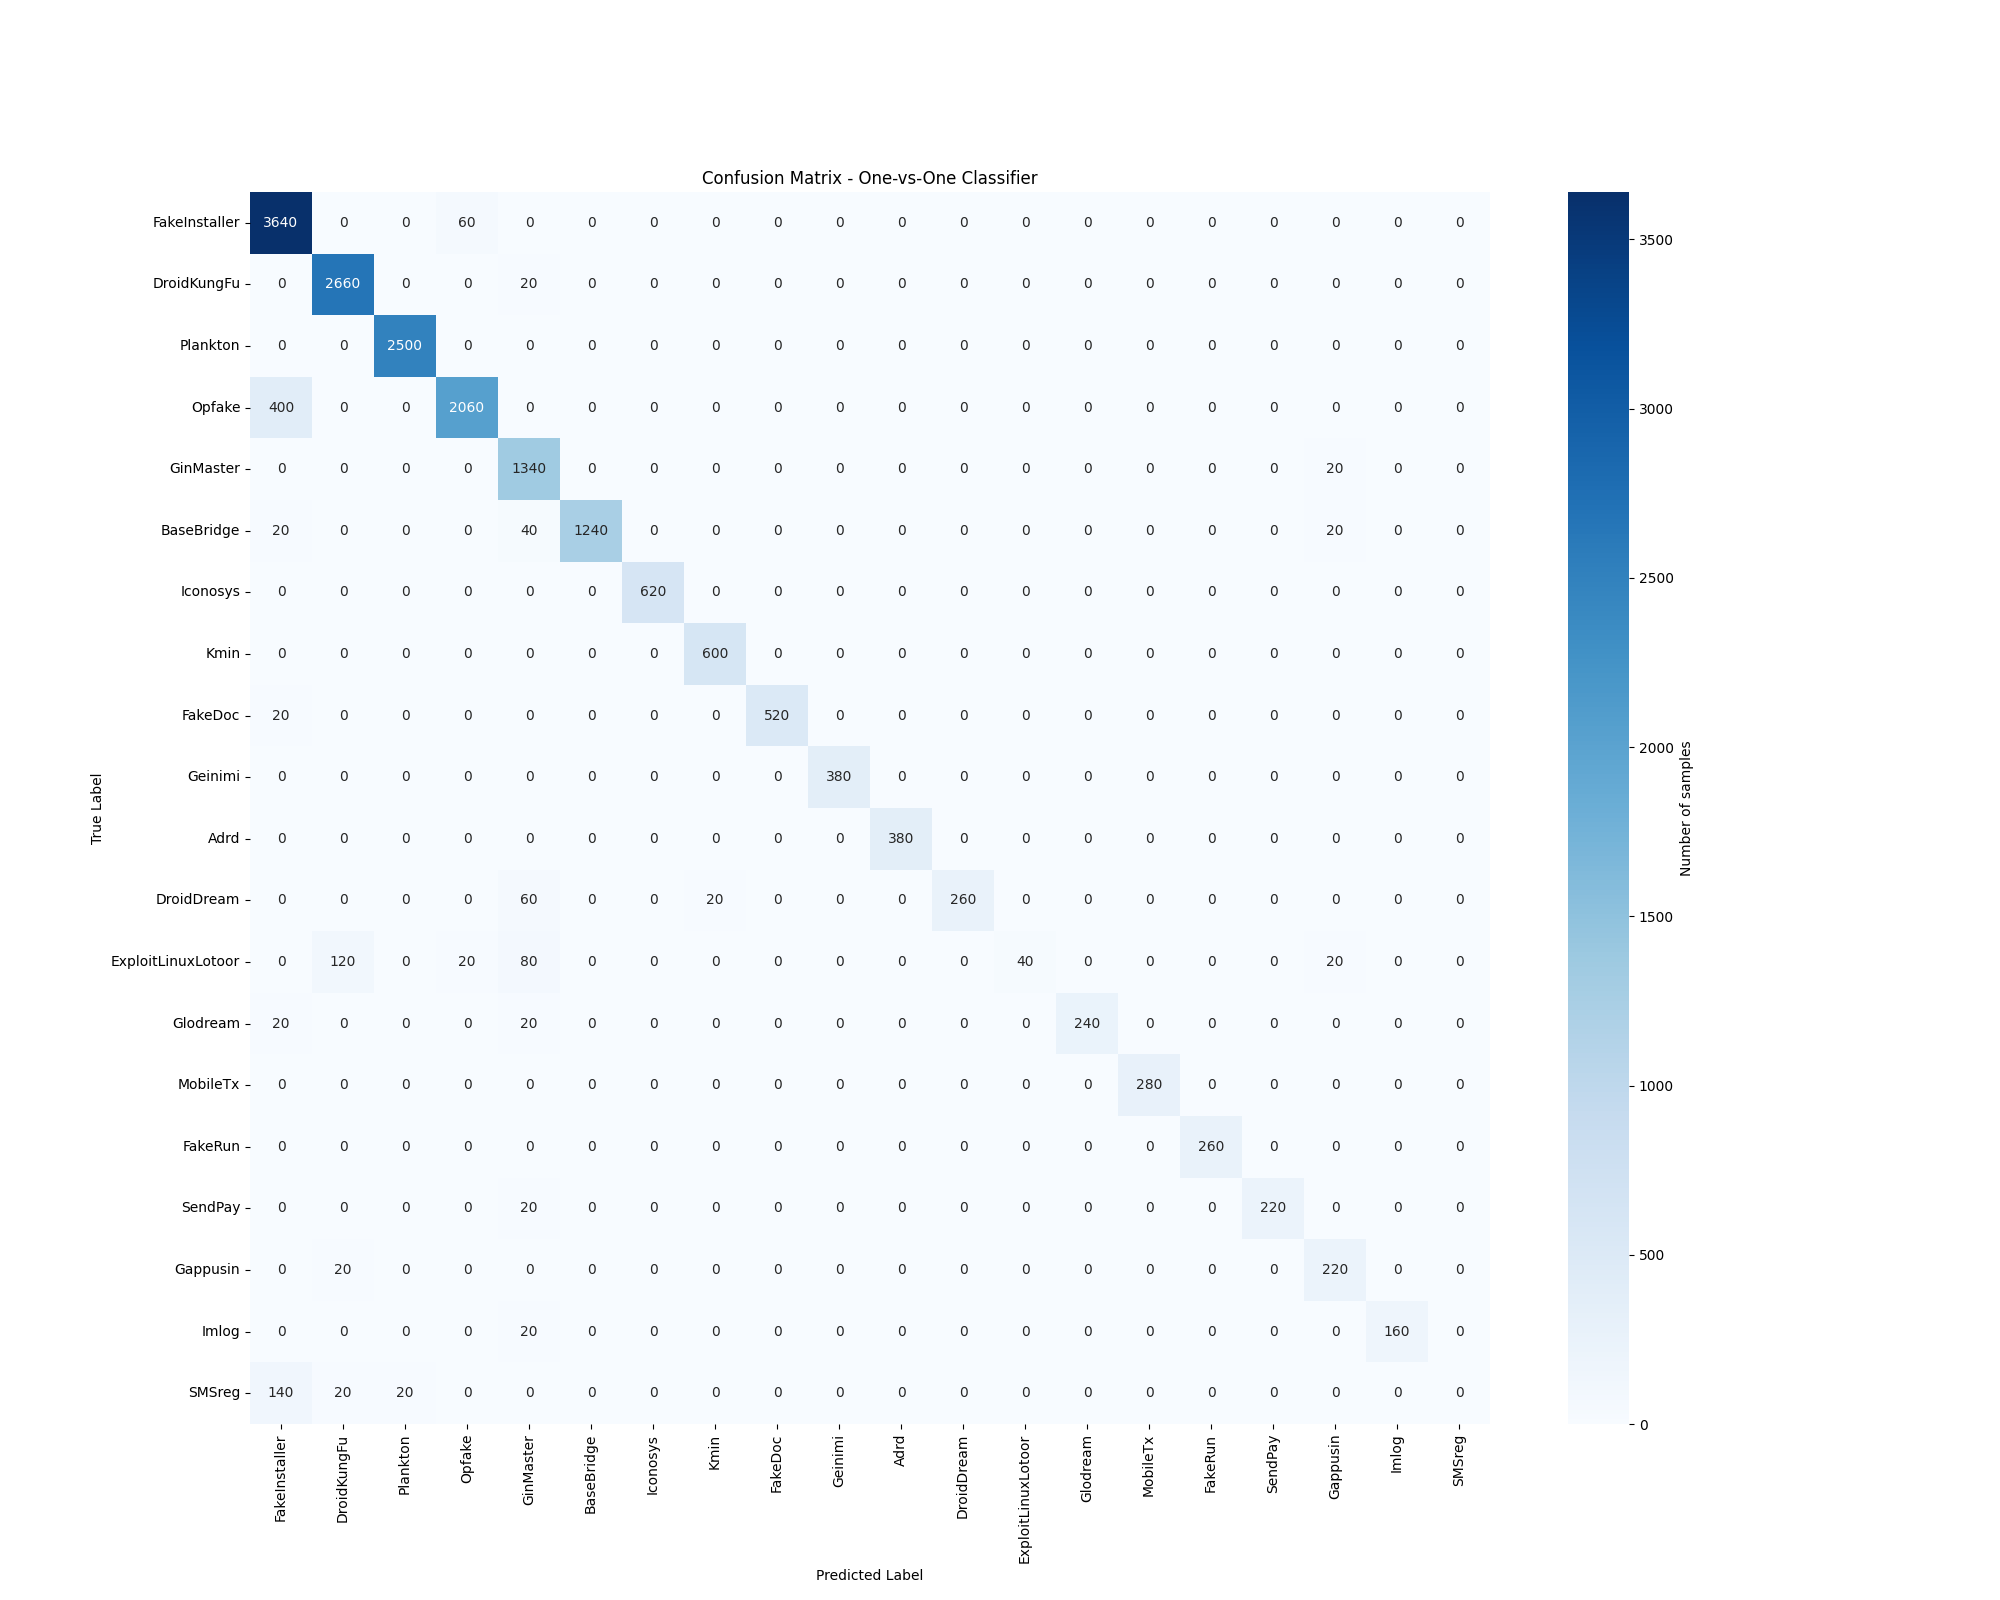 Confusion Matrix - One-vs-One Classifier
FakeInstaller 3640 0 0 60 0 0 0 0 0 0 0 0 0 0 0 0 0 0 0 0
DroidKungFu 0 2660 0 0 20 0 0 0 0 0 0 0 0 0 0 0 0 0 0 0
Plankton 0 0 2500 0 0 0 0 0 0 0 0 0 0 0 0 0 0 0 0 0
Opfake 400 0 0 2060 0 0 0 0 0 0 0 0 0 0 0 0 0 0 0 0
GinMaster 0 0 0 0 1340 0 0 0 0 0 0 0 0 0 0 0 0 20 0 0
BaseBridge 20 0 0 0 40 1240 0 0 0 0 0 0 0 0 0 0 0 20 0 0
Iconosys 0 0 0 0 0 0 620 0 0 0 0 0 0 0 0 0 0 0 0 0
Kmin 0 0 0 0 0 0 0 600 0 0 0 0 0 0 0 0 0 0 0 0
FakeDoc 20 0 0 0 0 0 0 0 520 0 0 0 0 0 0 0 0 0 0 0
Geinimi 0 0 0 0 0 0 0 0 0 380 0 0 0 0 0 0 0 0 0 0
Adrd 0 0 0 0 0 0 0 0 0 0 380 0 0 0 0 0 0 0 0 0
DroidDream 0 0 0 0 60 0 0 20 0 0 0 260 0 0 0 0 0 0 0 0
ExploitLinuxLotoor 0 120 0 20 80 0 0 0 0 0 0 0 40 0 0 0 0 20 0 0
Glodream 20 0 0 0 20 0 0 0 0 0 0 0 0 240 0 0 0 0 0 0
MobileTx 0 0 0 0 0 0 0 0 0 0 0 0 0 0 280 0 0 0 0 0
FakeRun 0 0 0 0 0 0 0 0 0 0 0 0 0 0 0 260 0 0 0 0
SendPay 0 0 0 0 20 0 0 0 0 0 0 0 0 0 0 0 220 0 0 0
Gappusin 0 20 0 0 0 0 0 0 0 0 0 0 0 0 0 0 0 220 0 0
Imlog 0 0 0 0 20 0 0 0 0 0 0 0 0 0 0 0 0 0 160 0
SMSreg 140 20 20 0 0 0 0 0 0 0 0 0 0 0 0 0 0 0 0 0
True Label
FakeInstaller
DroidKungFu
Plankton
Opfake
GinMaster
BaseBridge
Iconosys
Kmin
FakeDoc
Geinimi
Adrd
DroidDream
ExploitLinuxLotoor
Glodream
MobileTx
FakeRun
SendPay
Gappusin
Imlog
SMSreg
Predicted Label
3500
3000
2500
2000
1500
1000
500
0
Number of samples